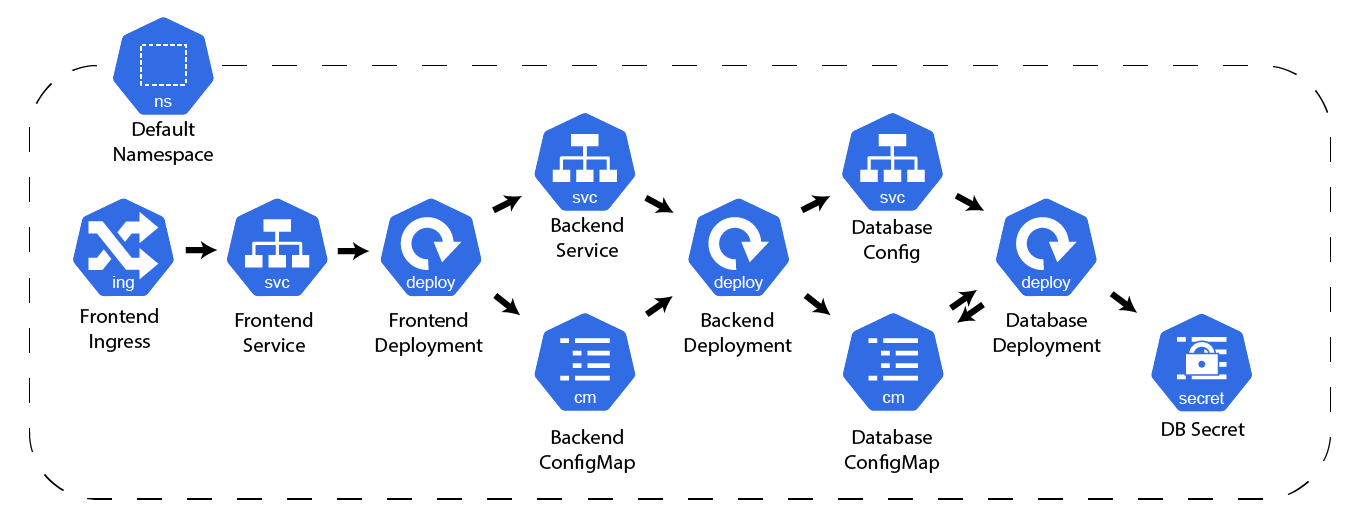 ns
Default
Namespace
ing
Frontend
Ingress
svc
Frontend
Service
deploy
Frontend
Deployment
svc
Backend
Service
cm
Backend
ConfigMap
deploy
Backend
Deployment
svc
Database
Config
cm
Database
ConfigMap
deploy
Database
Deployment
secret
DB Secret